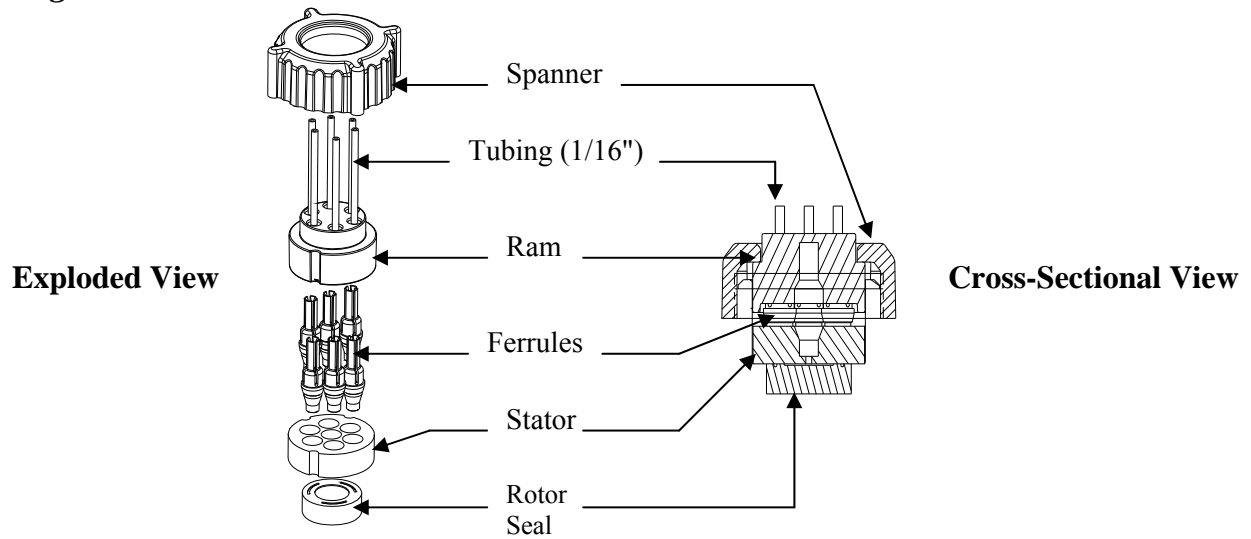 Spanner
Tubing (1/16")
Ram
Exploded View
Cross-Sectional View
Ferrules
Stator
Rotor
Seal